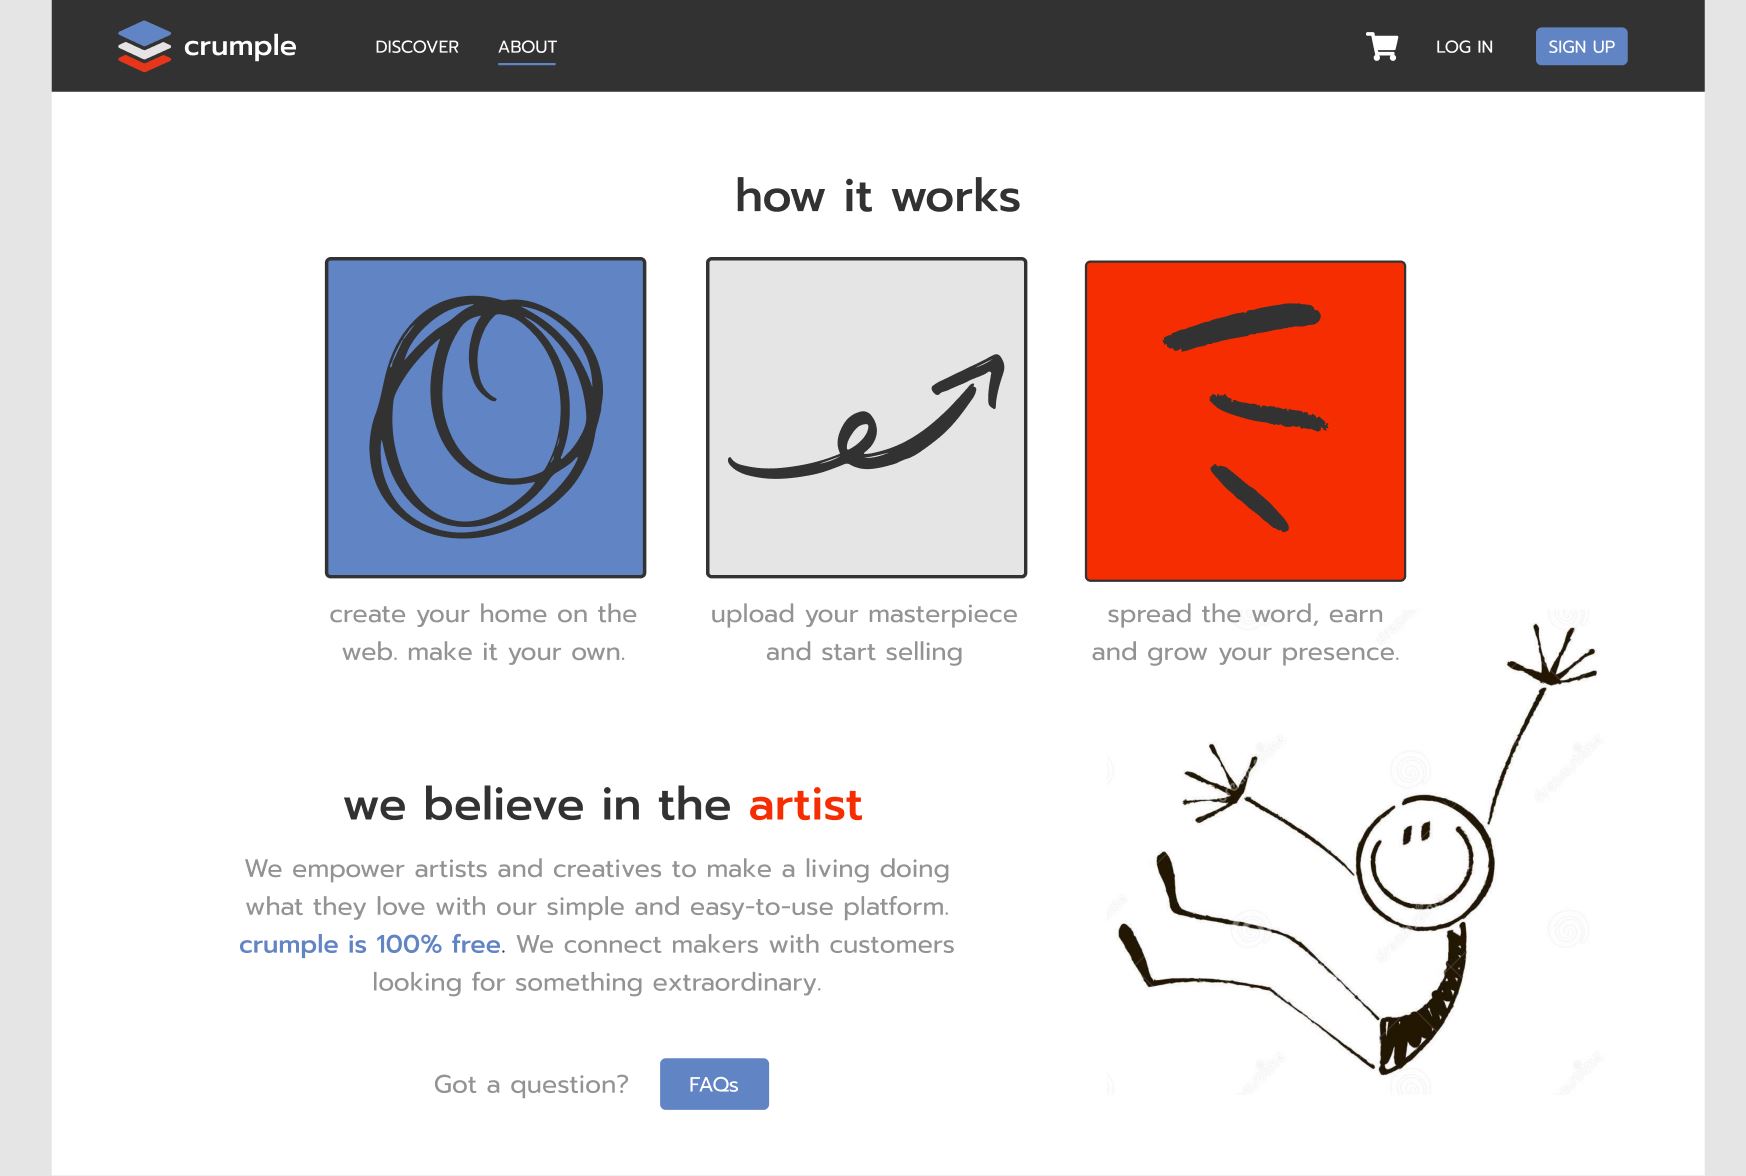 crumple
DISCOVER
ABOUT
LOG IN
SIGN UP
how it works
create your home on the
web. make it your own.
upload your masterpiece
and start selling
spread the word, earn
and grow your presence.
we believe in the artist
We empower artists and creatives to make a living doing
what they love with our simple and easy-to-use platform.
crumple is 100% free. We connect makers with customers
looking for something extraordinary.
Got a question?
FAQs